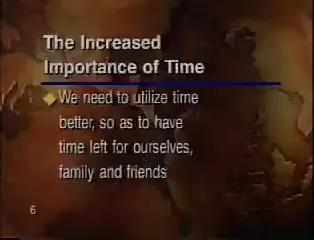 The Increased
Importance of Time
We need to utilize time
better, so as to have
time left for ourselves,
family and friends
6